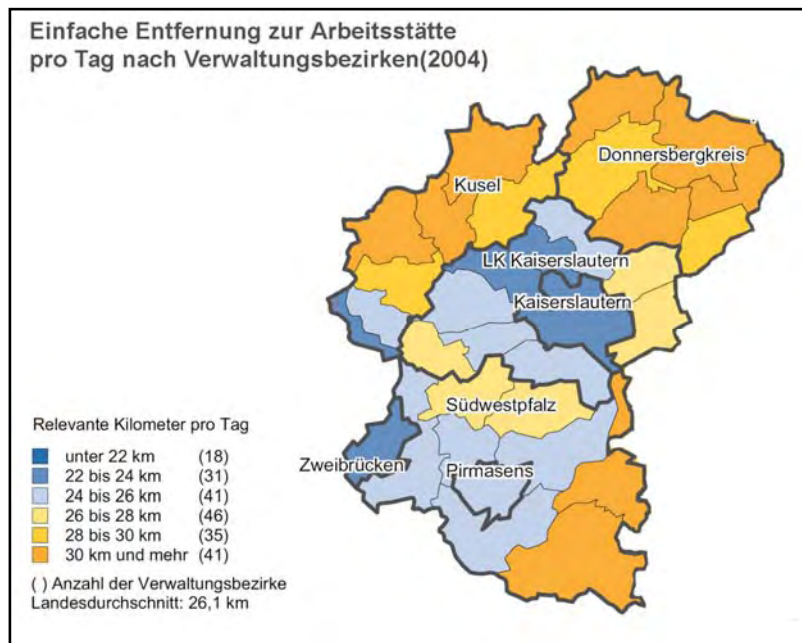 Einfache Entfernung zur Arbeitsstätte
pro Tag nach Verwaltungsbezirken(2004)
Donnersbergkreis
Kusel
LK Kaiserslautern
Kaiserslautern
Südwestpfalz
Zweibrücken
Pirmasens
Relevante Kilometer pro Tag
unter 22 km (18)
22 bis 24 km (31)
24 bis 26 km (41)
26 bis 28 km (46)
28 bis 30 km (35)
30 km und mehr (41)
( ) Anzahl der Verwaltungsbezirke
Landesdurchschnitt: 26,1 km